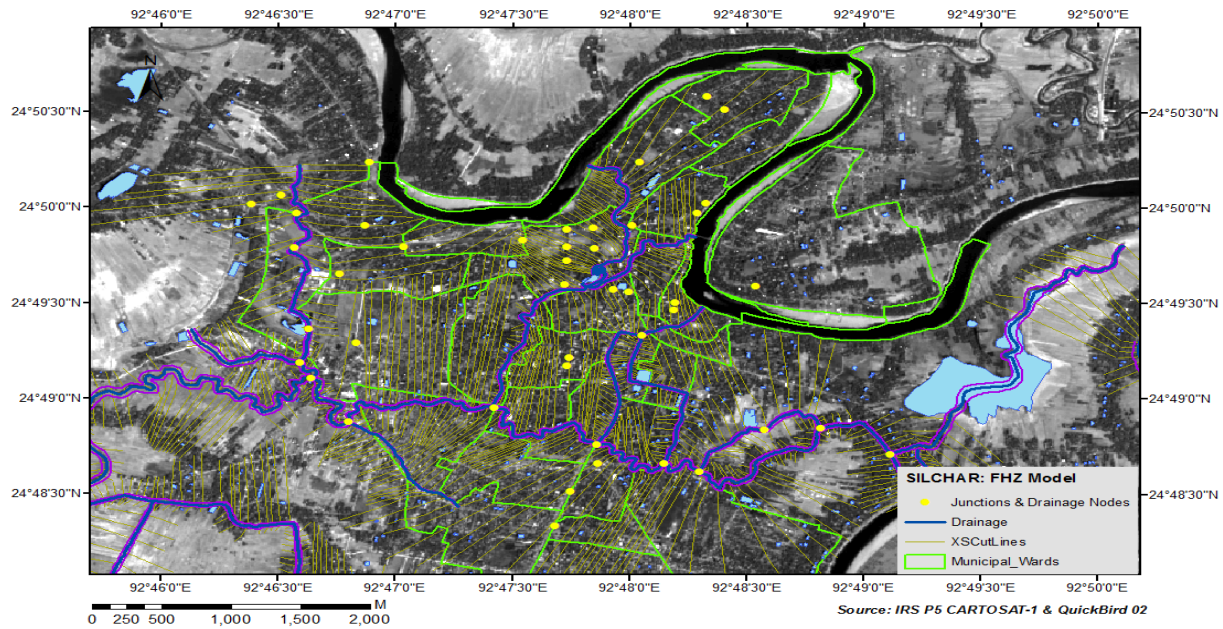 92°46'0"E 92°46'30"E 92°47'0"E 92°47'30"E 92°48'0"E 92°48'30"E 92°49'0"E 92°49'30"E 92°50'0"E
N
24°50'30"N 24°50'30"N
24°50'0"N 24°50'0"N
24°49'30"N 24°49'30"N
24°49'0"N 24°49'0"N
24°48'30"N 24°48'30"N
SILCHAR: FHZ Model
Junctions & Drainage Nodes
Drainage
XSCutLines
Municipal_Wards
92°46'0"E 92°46'30"E 92°47'0"E 92°47'30"E 92°48'0"E 92°48'30"E 92°49'0"E 92°49'30"E 92°50'0"E
M
0 250 500 1,000 1,500 2,000
Source: IRS P5 CARTOSAT-1 & QuickBird 02